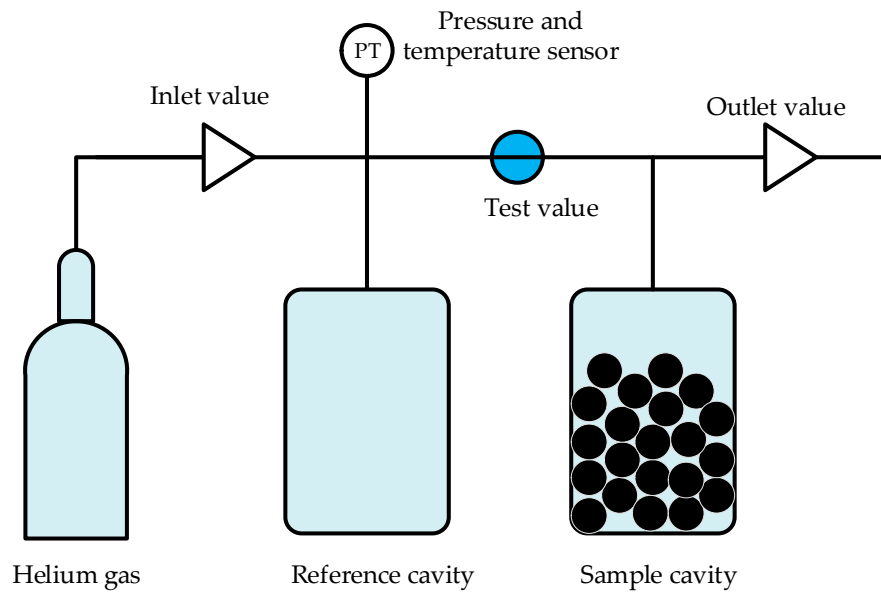 Pressure and
temperature sensor
PT
Inlet value
Outlet value
Test value
Helium gas
Reference cavity
Sample cavity